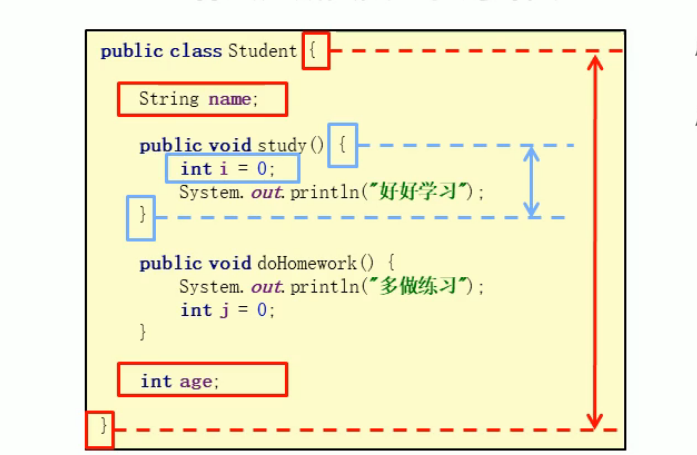 public class Student {
String name;
public void study() {
int i = 0;
System.out.println("好好学习");
}
public void doHomework() {
System.out.println("多做练习");
int j = 0;
}
int age;
}